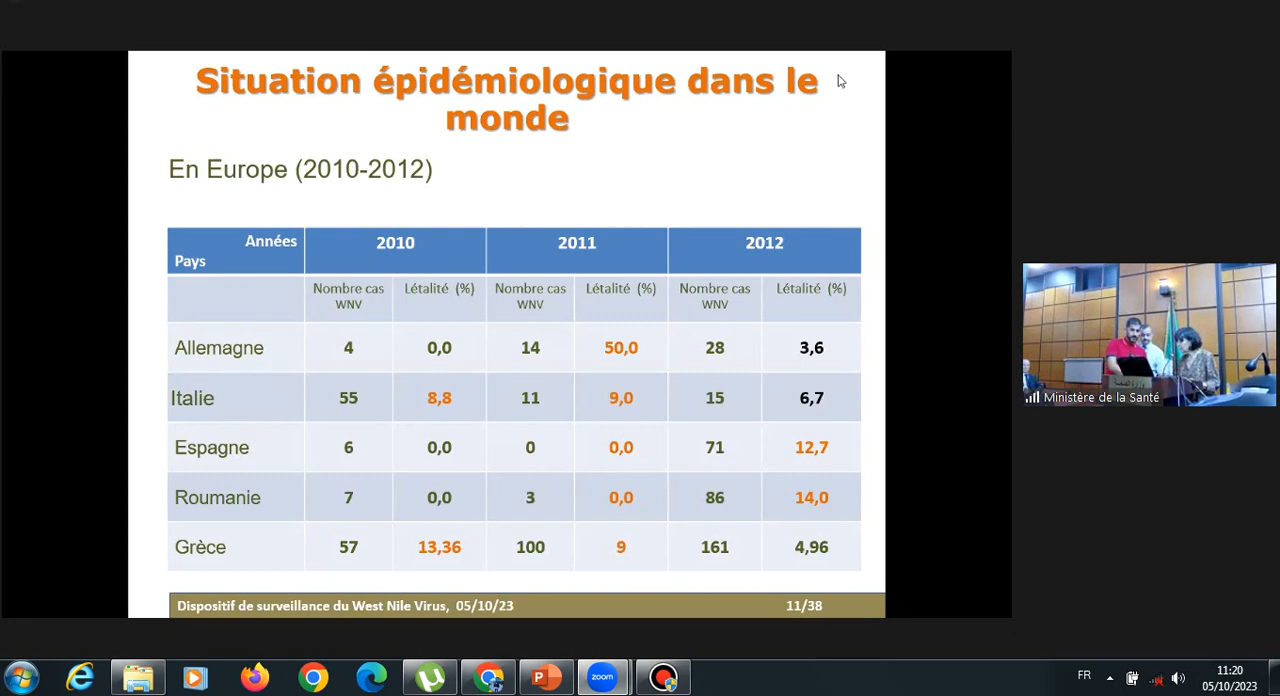 Situation épidémiologique dans le
monde
En Europe (2010-2012)
Années 2010 2011 2012
Pays
Nombre cas WNV Létalité (%) Nombre cas WNV Létalité (%) Nombre cas WNV Létalité (%)
Allemagne 4 0,0 14 50,0 28 3,6
Italie 55 8,8 11 9,0 15 6,7
Espagne 6 0,0 0 0,0 71 12,7
Roumanie 7 0,0 3 0,0 86 14,0
Grèce 57 13,36 100 9 161 4,96
Dispositif de surveillance du West Nile Virus, 05/10/23 11/38
وزارة الصحة
Ministère de la Santé
zoom
FR
11:20
05/10/2023